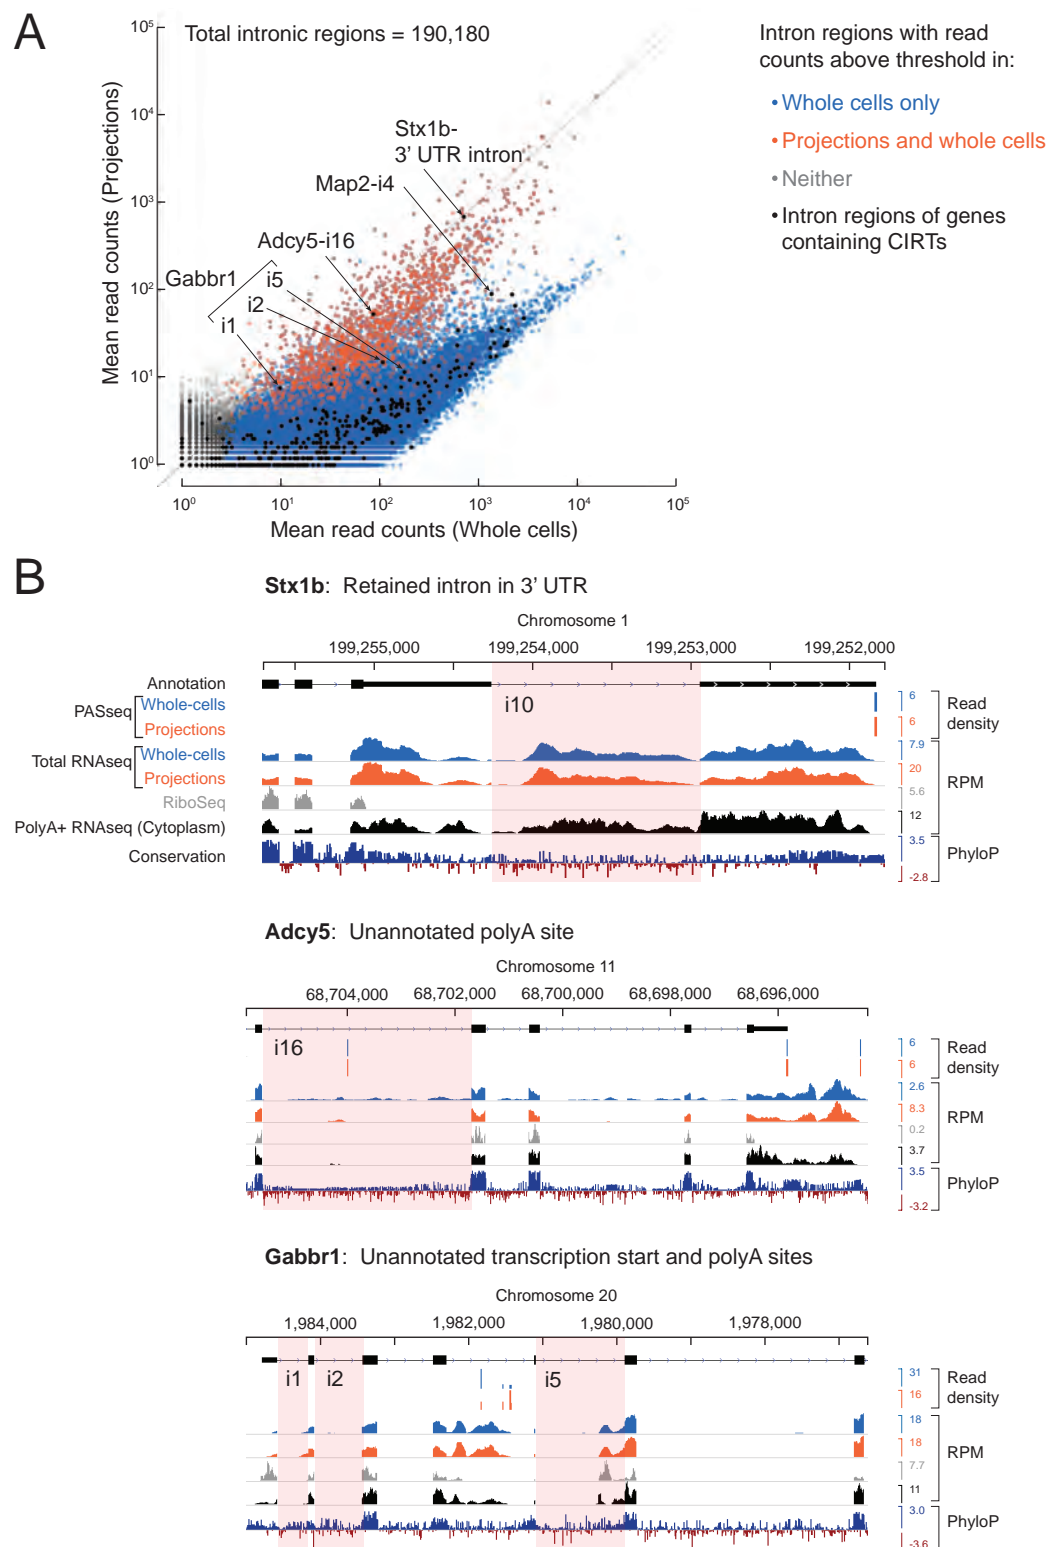 A
Total intronic regions = 190,180
Intron regions with read
counts above threshold in:
•Whole cells only
•Projections and whole cells
•Neither
•Intron regions of genes
containing CIRTs
Mean read counts (Projections)
10⁵
10⁴
10³
10²
10¹
10⁰
Stx1b-
3' UTR intron
Map2-i4
Adcy5-i16
Gabbr1
i5
i2
i1
10⁰ 10¹ 10² 10³ 10⁴ 10⁵
Mean read counts (Whole cells)
B
Stx1b: Retained intron in 3' UTR
Chromosome 1
199,255,000 199,254,000 199,253,000 199,252,000
Annotation
PASseq
Whole-cells
Projections
Total RNAseq
Whole-cells
Projections
RiboSeq
PolyA+ RNAseq (Cytoplasm)
Conservation
i10
6
6
Read
density
7.9
20
5.6
12
RPM
3.5
-2.8
PhyloP
Adcy5: Unannotated polyA site
Chromosome 11
68,704,000 68,702,000 68,700,000 68,698,000 68,696,000
i16
6
6
Read
density
2.6
8.3
0.2
3.7
RPM
3.5
-3.2
PhyloP
Gabbr1: Unannotated transcription start and polyA sites
Chromosome 20
1,984,000 1,982,000 1,980,000 1,978,000
i1 i2 i5
31
16
Read
density
18
18
7.7
11
RPM
3.0
-3.6
PhyloP